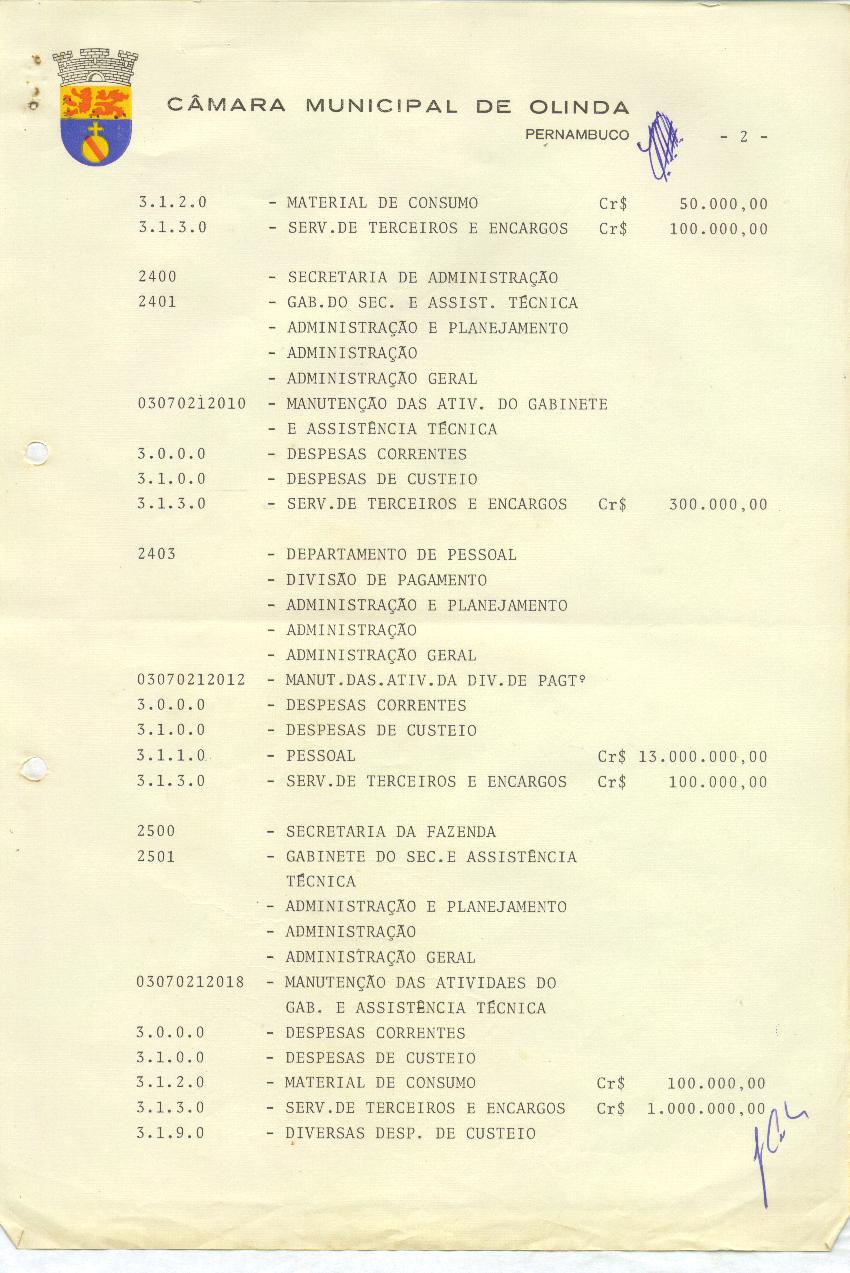 CÂMARA MUNICIPAL DE OLINDA
PERNAMBUCO - 2 -
3.1.2.0 - MATERIAL DE CONSUMO Cr$ 50.000,00
3.1.3.0 - SERV.DE TERCEIROS E ENCARGOS Cr$ 100.000,00
2400 - SECRETARIA DE ADMINISTRAÇÃO
2401 - GAB.DO SEC. E ASSIST. TÉCNICA
- ADMINISTRAÇÃO E PLANEJAMENTO
- ADMINISTRAÇÃO
- ADMINISTRAÇÃO GERAL
03070212010 - MANUTENÇÃO DAS ATIV. DO GABINETE
- E ASSISTÊNCIA TÉCNICA
3.0.0.0 - DESPESAS CORRENTES
3.1.0.0 - DESPESAS DE CUSTEIO
3.1.3.0 - SERV.DE TERCEIROS E ENCARGOS Cr$ 300.000,00
2403 - DEPARTAMENTO DE PESSOAL
- DIVISÃO DE PAGAMENTO
- ADMINISTRAÇÃO E PLANEJAMENTO
- ADMINISTRAÇÃO
- ADMINISTRAÇÃO GERAL
03070212012 - MANUT.DAS.ATIV.DA DIV.DE PAGTº
3.0.0.0 - DESPESAS CORRENTES
3.1.0.0 - DESPESAS DE CUSTEIO
3.1.1.0 - PESSOAL Cr$ 13.000.000,00
3.1.3.0 - SERV.DE TERCEIROS E ENCARGOS Cr$ 100.000,00
2500 - SECRETARIA DA FAZENDA
2501 - GABINETE DO SEC.E ASSISTÊNCIA
TÉCNICA
- ADMINISTRAÇÃO E PLANEJAMENTO
- ADMINISTRAÇÃO
- ADMINISTRAÇÃO GERAL
03070212018 - MANUTENÇÃO DAS ATIVIDAES DO
GAB. E ASSISTÊNCIA TÉCNICA
3.0.0.0 - DESPESAS CORRENTES
3.1.0.0 - DESPESAS DE CUSTEIO
3.1.2.0 - MATERIAL DE CONSUMO Cr$ 100.000,00
3.1.3.0 - SERV.DE TERCEIROS E ENCARGOS Cr$ 1.000.000,00
3.1.9.0 - DIVERSAS DESP. DE CUSTEIO